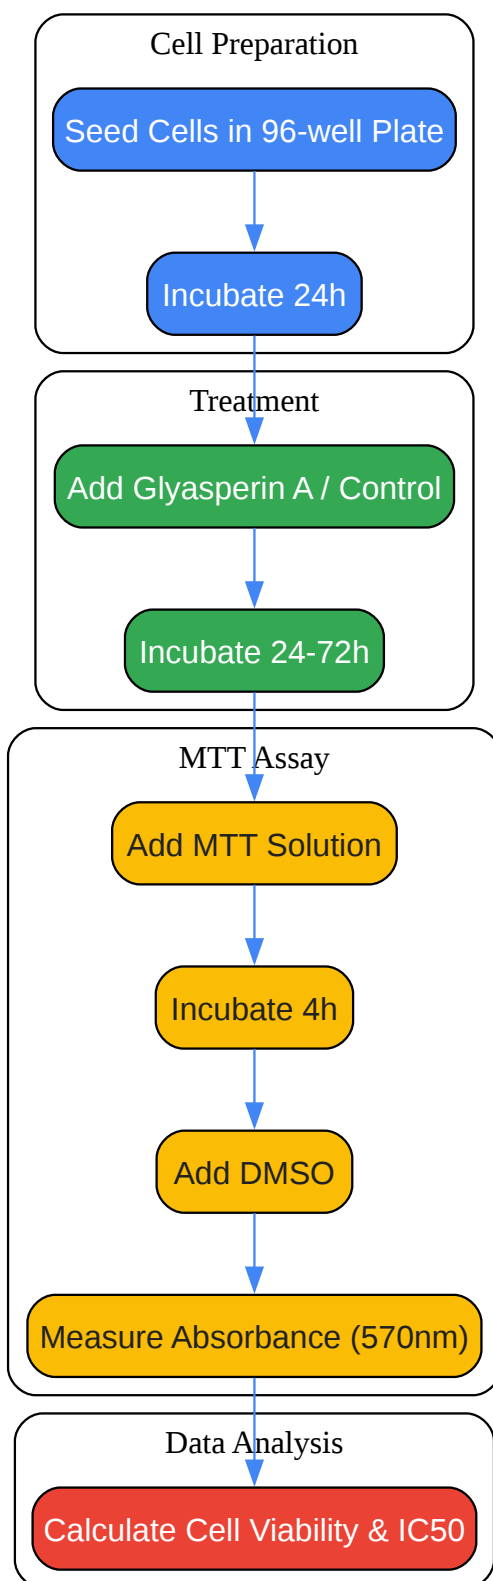 Cell Preparation
Seed Cells in 96-well Plate
Incubate 24h
Treatment
Add Glyasperin A / Control
Incubate 24-72h
MTT Assay
Add MTT Solution
Incubate 4h
Add DMSO
Measure Absorbance (570nm)
Data Analysis
Calculate Cell Viability & IC50